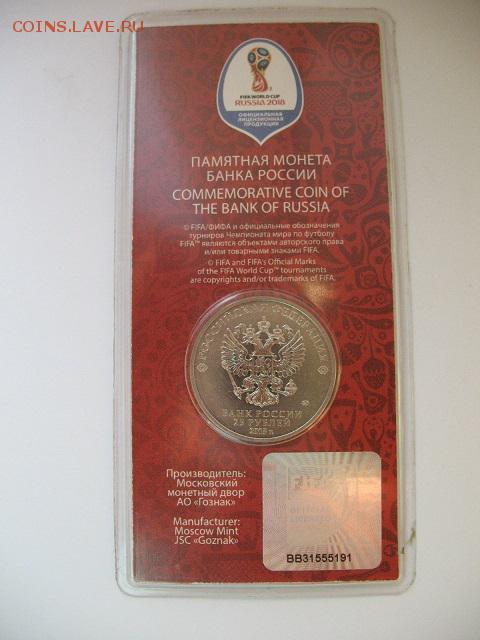 COINS.LAVE.РУ
FIFA WORLD CUP
RUSSIA 2018
ОФИЦИАЛЬНАЯ
ЛИЦЕНЗИОННАЯ
ПРОДУКЦИЯ
ПАМЯТНАЯ МОНЕТА
БАНКА РОССИИ
COMMEMORATIVE COIN OF
THE BANK OF RUSSIA
© FIFA/ФИФА и официальные обозначения
турниров Чемпионата мира по футболу
FIFA™ являются объектами авторского права
и/или товарными знаками FIFA.
© FIFA and FIFA's Official Marks
of the FIFA World Cup™ tournaments
are copyrights and/or trademarks of FIFA.
РОССИЙСКАЯ ФЕДЕРАЦИЯ
БАНК РОССИИ
25 РУБЛЕЙ
2018 г.
Производитель:
Московский
монетный двор
АО «Гознак»
Manufacturer:
Moscow Mint
JSC «Goznak»
FIFA
BB31555191